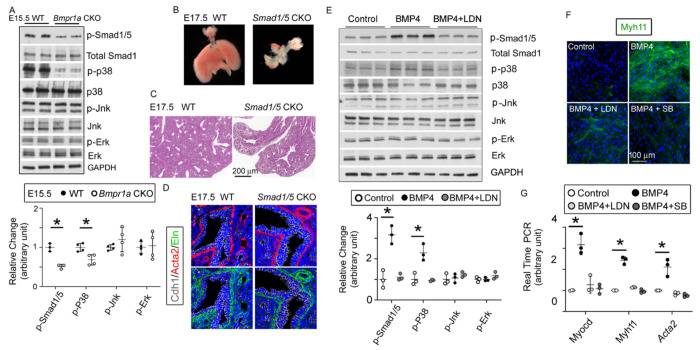 A
E15.5 WT Bmpr1a CKO
p-Smad1/5
Total Smad1
p-p38
p38
p-Jnk
Jnk
p-Erk
Erk
GAPDH
E15.5
WT
Bmpr1a CKO
Relative Change
(arbitrary unit)
2
1
0
*
*
p-Smad1/5
p-P38
p-Jnk
p-Erk
B
E17.5 WT
Smad1/5 CKO
C
E17.5 WT
Smad1/5 CKO
200 µm
D
E17.5 WT
Smad1/5 CKO
Cdh1/Acta2/Eln
E
Control BMP4 BMP4+LDN
p-Smad1/5
Total Smad1
p-p38
p38
p-Jnk
Jnk
p-Erk
Erk
GAPDH
Control
BMP4
BMP4+LDN
Relative Change
(arbitrary unit)
4
3
2
1
0
*
*
p-Smad1/5
p-P38
p-Jnk
p-Erk
F
Myh11
Control
BMP4
BMP4 + LDN
BMP4 + SB
100 µm
G
Control
BMP4
BMP4+LDN
BMP4+SB
Real Time PCR
(arbitrary unit)
4
3
2
1
0
*
*
*
Myocd
Myh11
Acta2